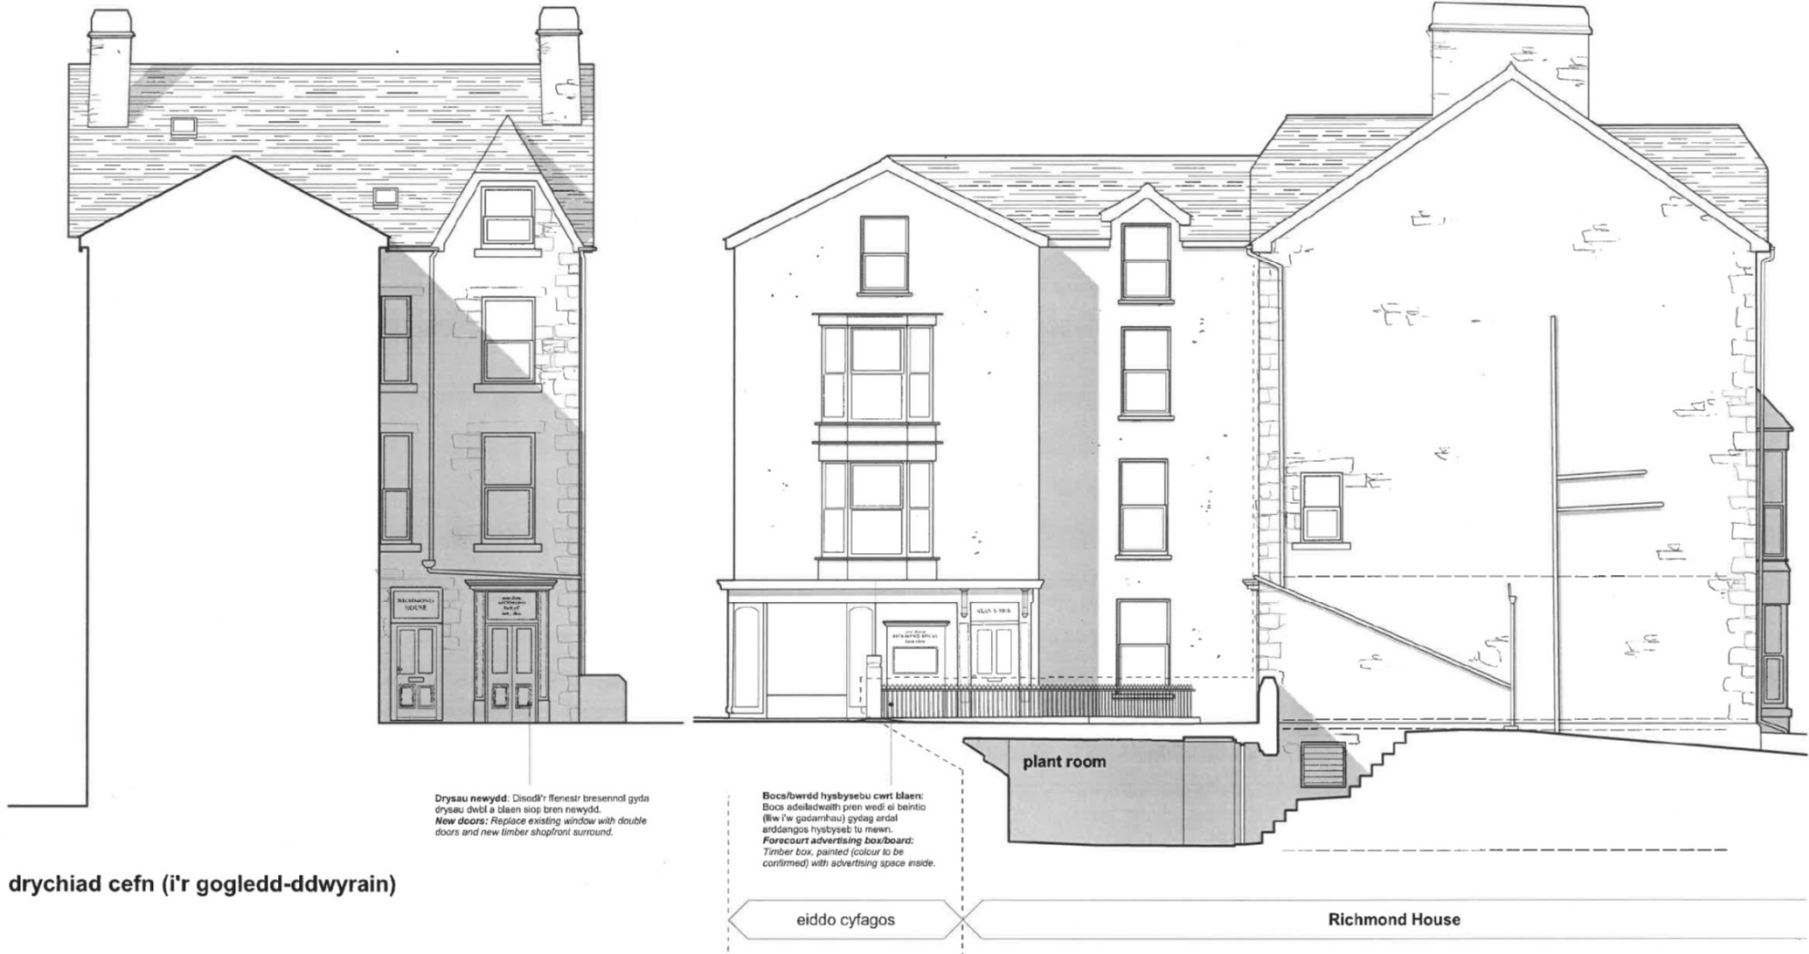 RICHMOND
HOUSE
plant room
Drysau newydd: Disodli'r ffenestr bresennol gyda
drysau dwbl a blaen siop bren newydd.
New doors: Replace existing window with double
doors and new timber shopfront surround.
Bocs/bwrdd hysbysebu cwrt blaen:
Bocs adeiladwaith pren wedi ei beintio
(lliw i'w gadarnhau) gydag ardal
arddangos hysbyseb tu mewn.
Forecourt advertising box/board:
Timber box, painted (colour to be
confirmed) with advertising space inside.
drychiad cefn (i'r gogledd-ddwyrain)
eiddo cyfagos
Richmond House